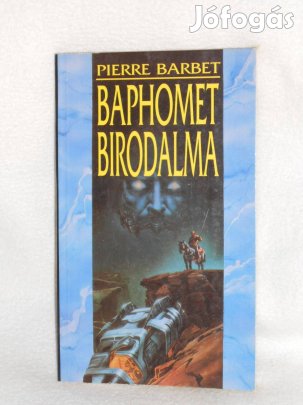 Jófogás
PIERRE BARBET
BAPHOMET
BIRODALMA